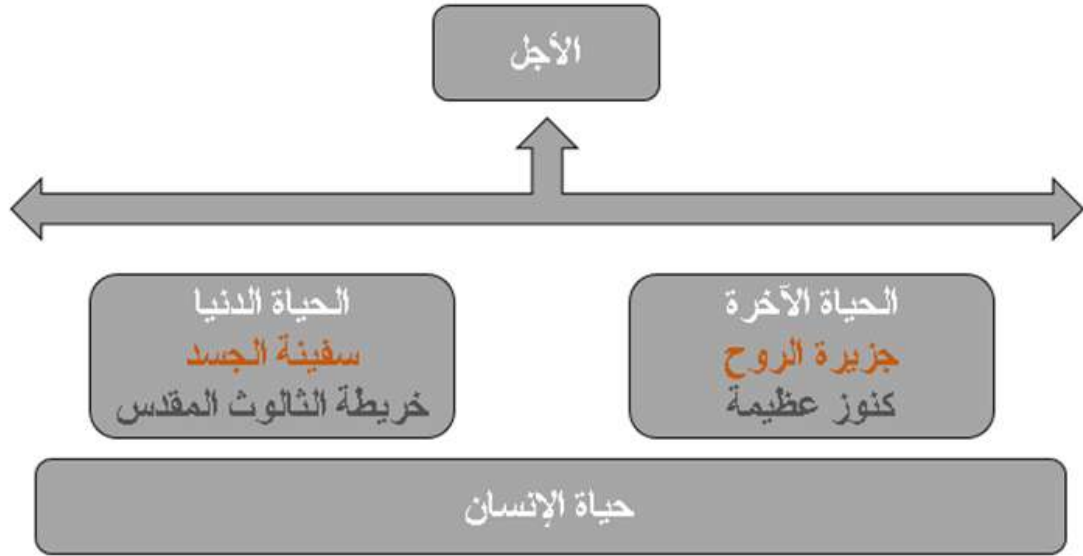 الأجل
الحياة الآخرة
جزيرة الروح
كنوز عظيمة
الحياة الدنيا
سفينة الجسد
خريطة الثالوث المقدس
حياة الإنسان